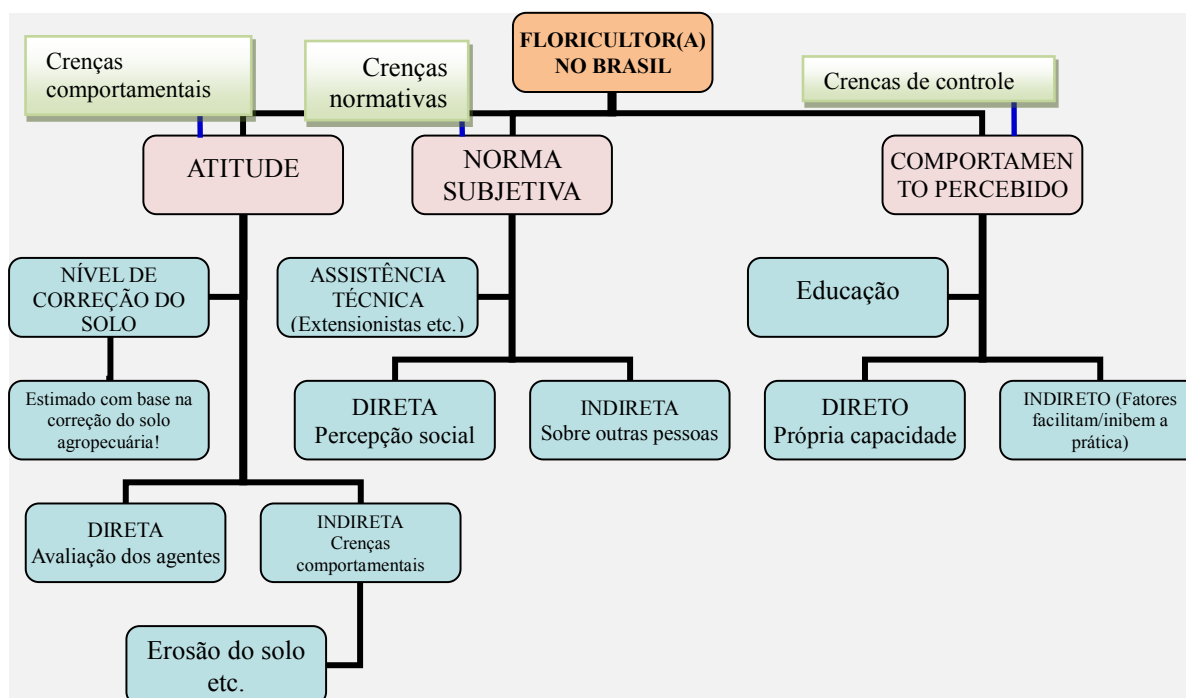 FLORICULTOR(A)
NO BRASIL
Crenças
comportamentais
Crenças
normativas
Crencas de controle
ATITUDE
NORMA
SUBJETIVA
COMPORTAMEN
TO PERCEBIDO
NÍVEL DE
CORREÇÃO DO
SOLO
ASSISTÊNCIA
TÉCNICA
(Extensionistas etc.)
Educação
Estimado com base na
correção do solo
agropecuária!
DIRETA
Percepção social
INDIRETA
Sobre outras pessoas
DIRETO
Própria capacidade
INDIRETO (Fatores
facilitam/inibem a
prática)
DIRETA
Avaliação dos agentes
INDIRETA
Crenças
comportamentais
Erosão do solo
etc.